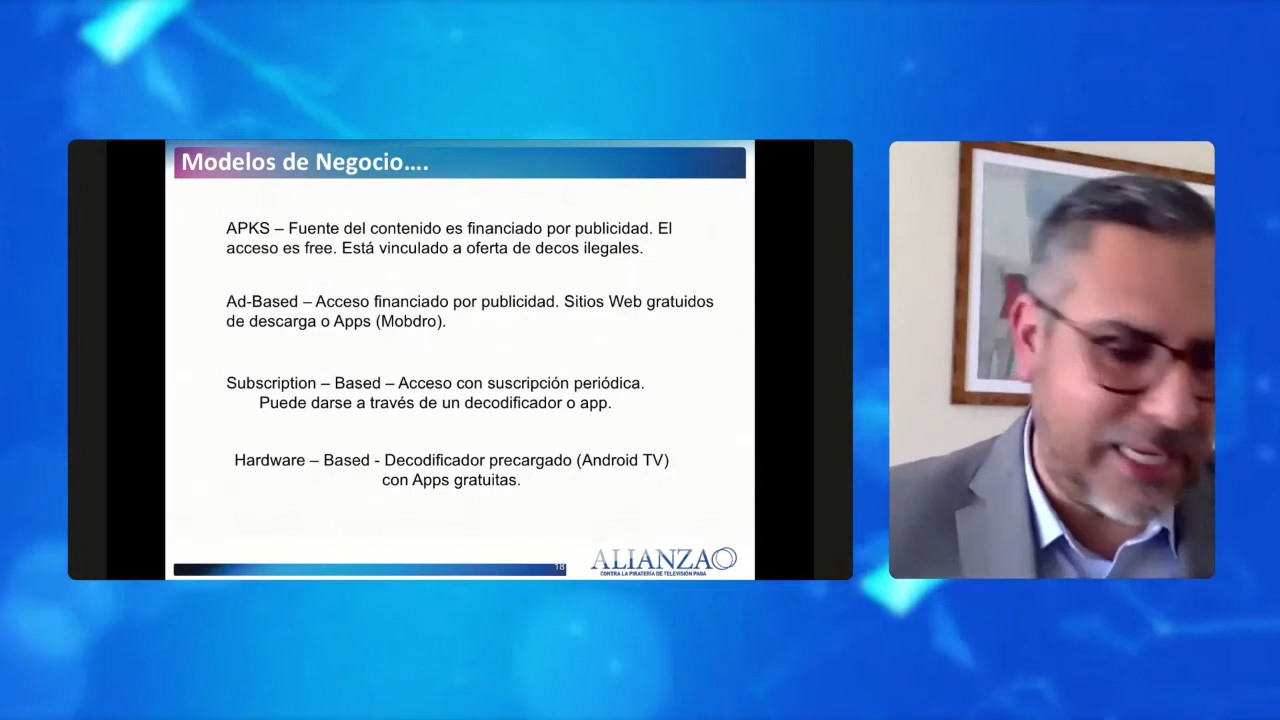 Modelos de Negocio....
APKS – Fuente del contenido es financiado por publicidad. El
acceso es free. Está vinculado a oferta de decos ilegales.
Ad-Based – Acceso financiado por publicidad. Sitios Web gratuidos
de descarga o Apps (Mobdro).
Subscription – Based – Acceso con suscripción periódica.
Puede darse a través de un decodificador o app.
Hardware – Based - Decodificador precargado (Android TV)
con Apps gratuitas.
18
ALIANZA
CONTRA LA PIRATERÍA DE TELEVISIÓN PAGA